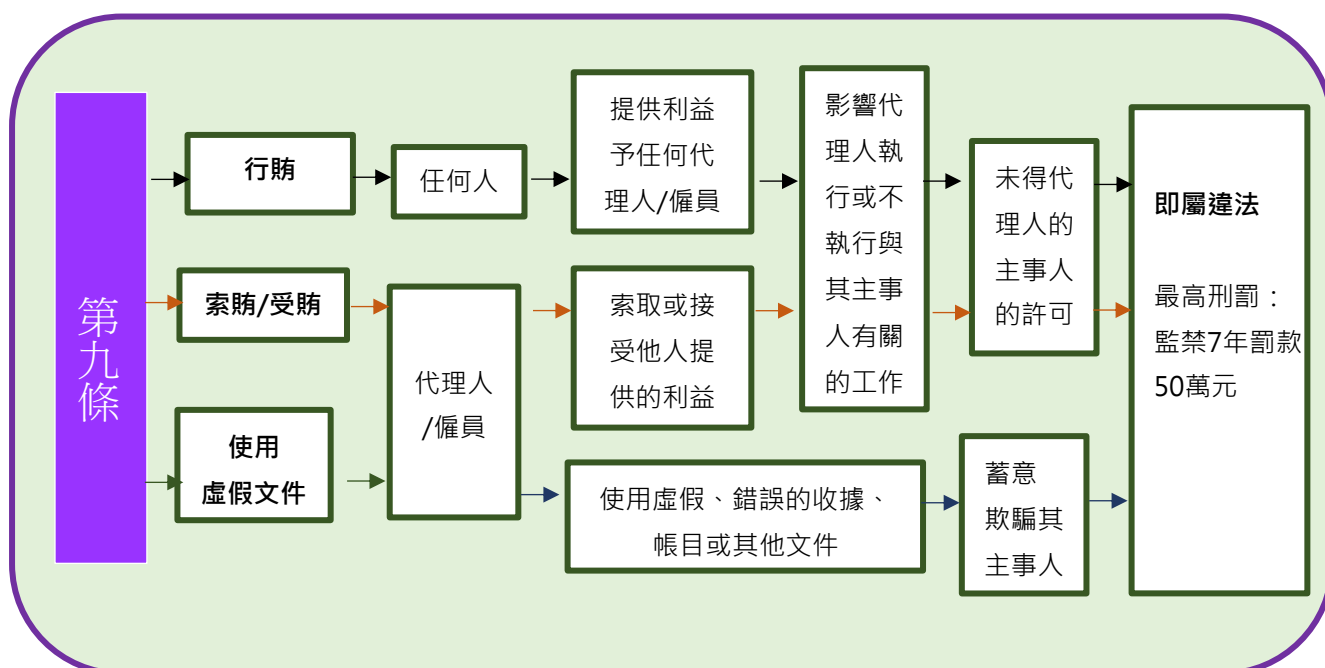 第九條
行賄
任何人
提供利益
予任何代
理人/僱員
影響代
理人執
行或不
執行與
其主事
人有關
的工作
未得代
理人的
主事人
的許可
即屬違法
最高刑罰：
監禁7年罰款
50萬元
索賄/受賄
代理人
/僱員
索取或接
受他人提
供的利益
使用
虛假文件
使用虛假、錯誤的收據、
帳目或其他文件
蓄意
欺騙其
主事人